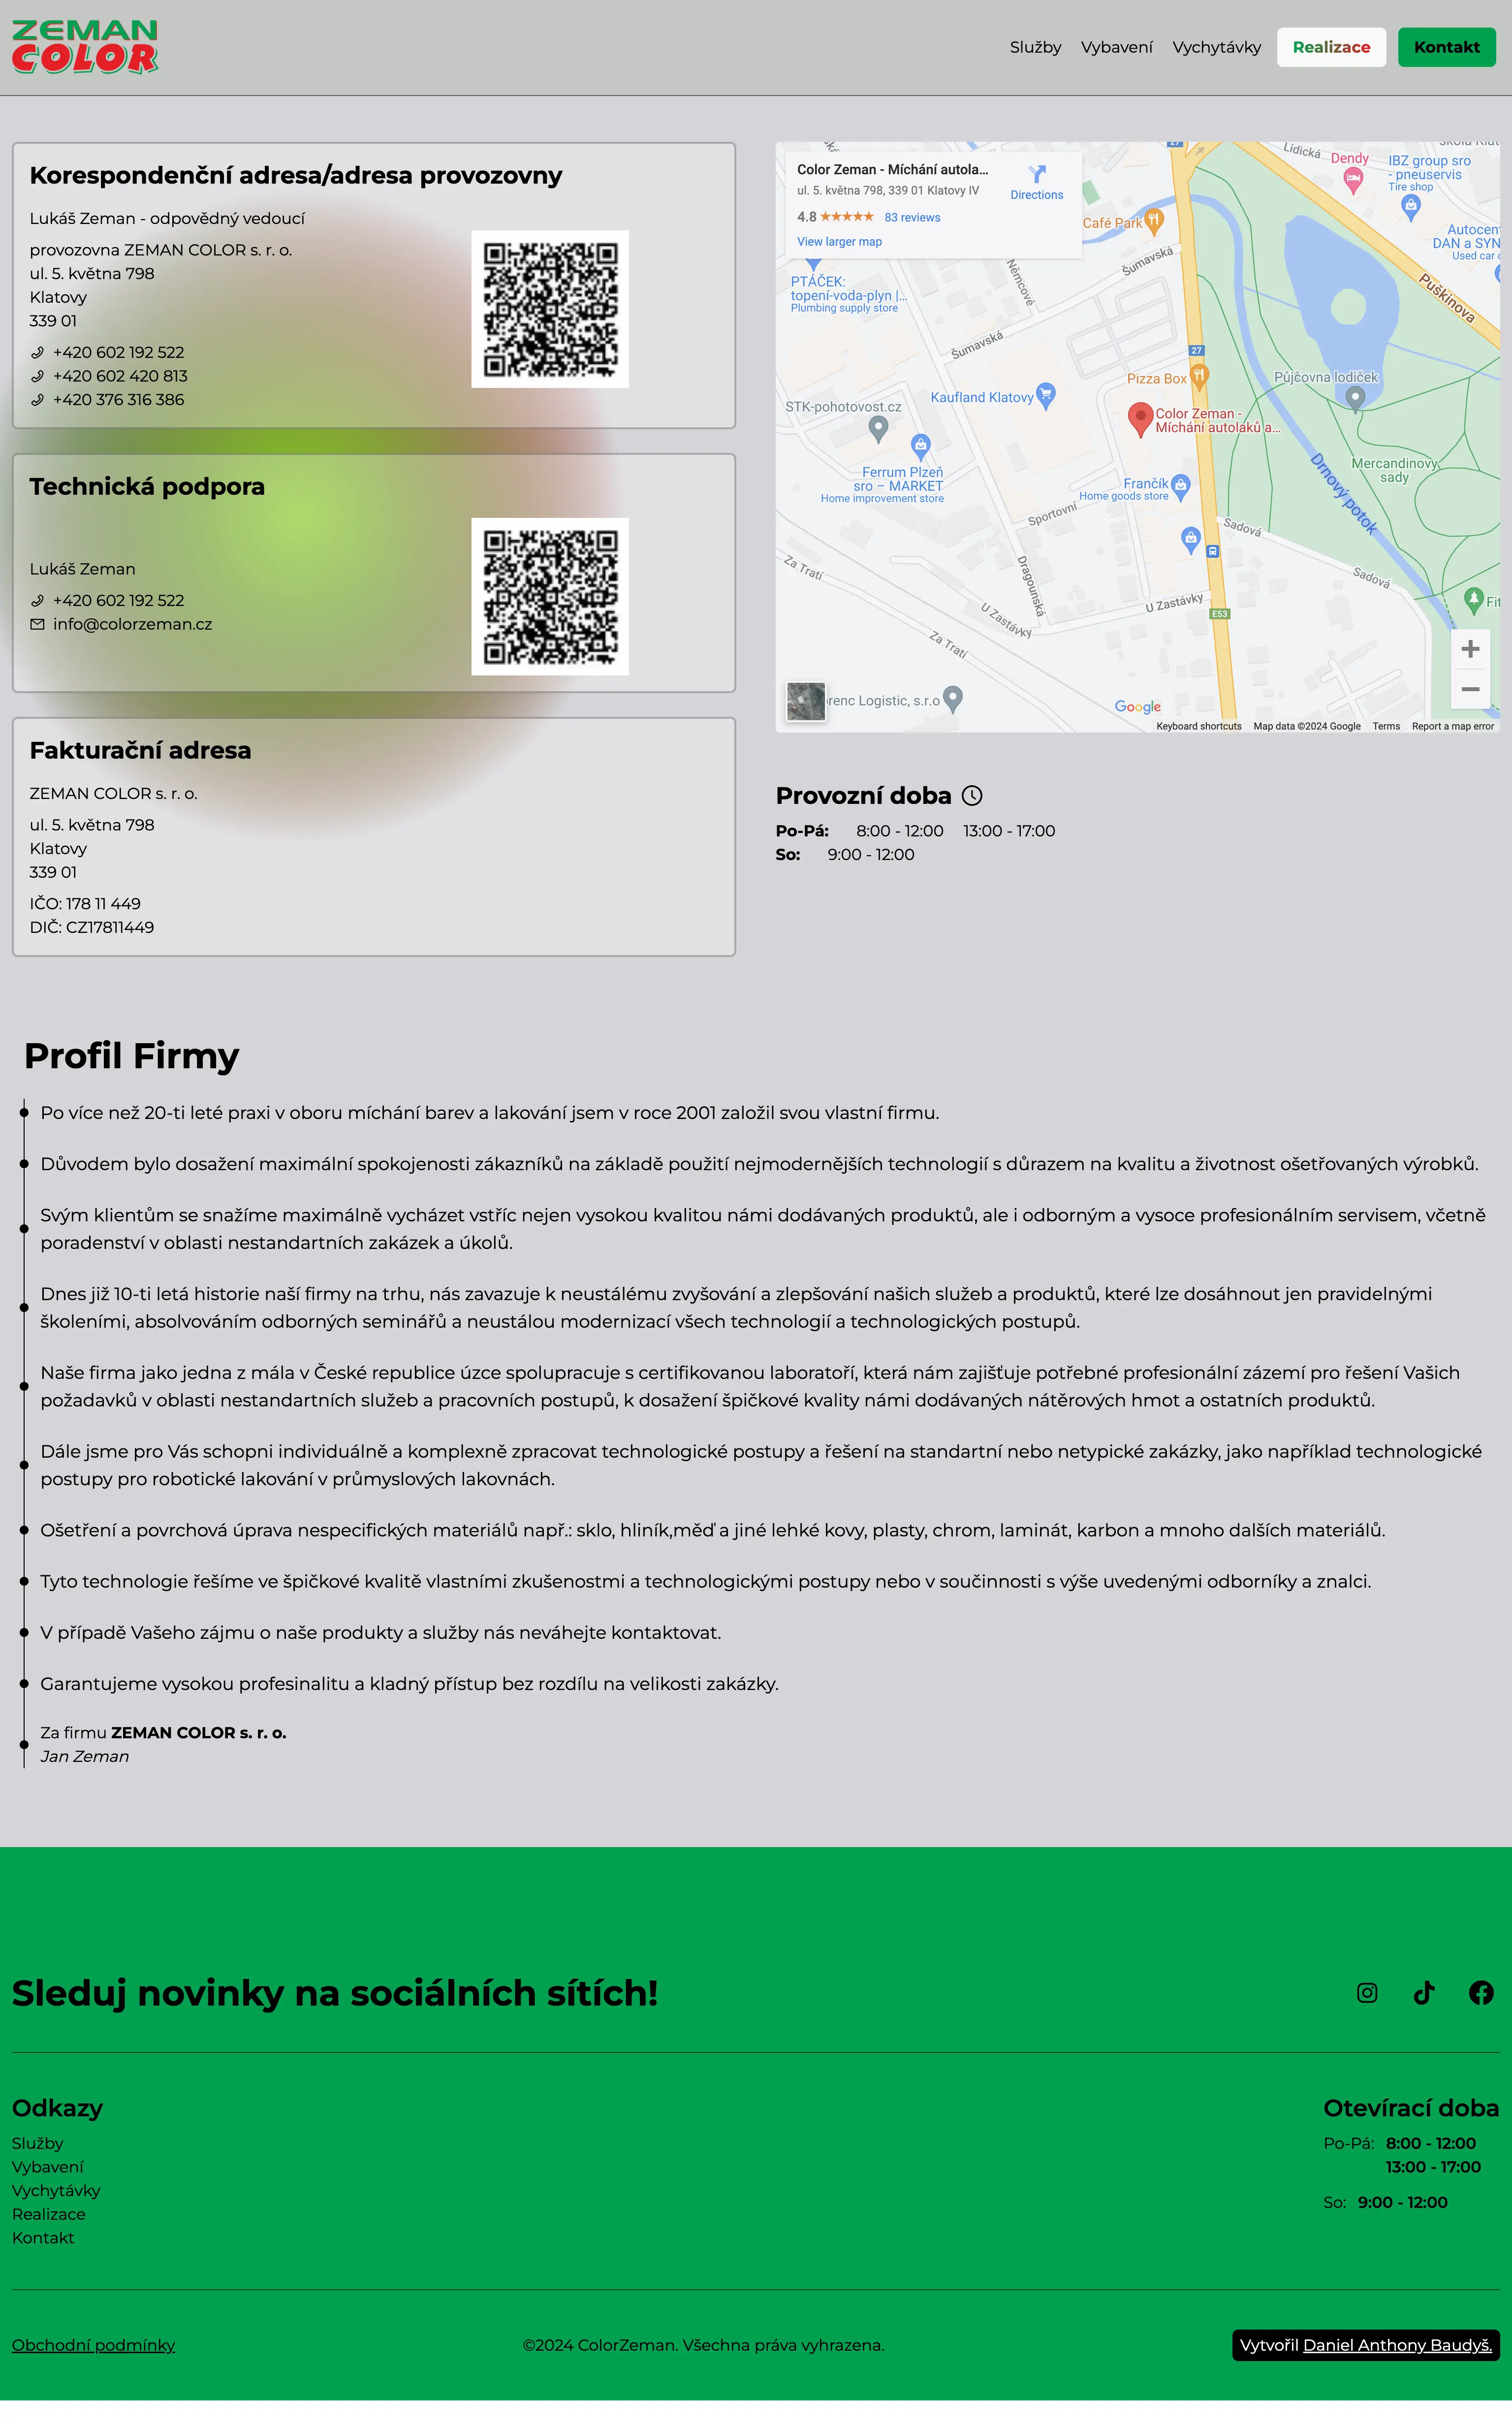 ZEMAN
COLOR
Služby
Vybavení
Vychytávky
Realizace
Kontakt
Korespondenční adresa/adresa provozovny
Lukáš Zeman - odpovědný vedoucí
provozovna ZEMAN COLOR s. r. o.
ul. 5. května 798
Klatovy
339 01
+420 602 192 522
+420 602 420 813
+420 376 316 386
Technická podpora
Lukáš Zeman
+420 602 192 522
info@colorzeman.cz
Fakturační adresa
ZEMAN COLOR s. r. o.
ul. 5. května 798
Klatovy
339 01
IČO: 178 11 449
DIČ: CZ17811449
Color Zeman - Míchání autola...
ul. 5. května 798, 339 01 Klatovy IV
4.8
83 reviews
View larger map
Directions
27
Lidická
Dendy
IBZ group sro
- pneuservis
Tire shop
Café Park
Autocent
DAN a SYN
Used car
Šumavská
Němcové
Puškinova
PTÁČEK:
topení-voda-plyn |...
Plumbing supply store
Šumavská
27
Pizza Box
Půjčovna lodiček
Kaufland Klatovy
STK-pohotovost.cz
Color Zeman -
Míchání autolaků a...
Ferrum Plzeň
sro – MARKET
Home improvement store
Frančík
Home goods store
Mercandinovy
sady
Drnový potok
Sportovní
Sadová
Sadová
Za Tratí
Dragounská
U Zastávky
U Zastávky
E53
Za Tratí
renc Logistic, s.r.o
Google
Keyboard shortcuts
Map data ©2024 Google
Terms
Report a map error
Provozní doba
Po-Pá: 8:00 - 12:00 13:00 - 17:00
So: 9:00 - 12:00
Profil Firmy
Po více než 20-ti leté praxi v oboru míchání barev a lakování jsem v roce 2001 založil svou vlastní firmu.
Důvodem bylo dosažení maximální spokojenosti zákazníků na základě použití nejmodernějších technologií s důrazem na kvalitu a životnost ošetřovaných výrobků.
Svým klientům se snažíme maximálně vycházet vstříc nejen vysokou kvalitou námi dodávaných produktů, ale i odborným a vysoce profesionálním servisem, včetně
poradenství v oblasti nestandartních zakázek a úkolů.
Dnes již 10-ti letá historie naší firmy na trhu, nás zavazuje k neustálému zvyšování a zlepšování našich služeb a produktů, které lze dosáhnout jen pravidelnými
školeními, absolvováním odborných seminářů a neustálou modernizací všech technologií a technologických postupů.
Naše firma jako jedna z mála v České republice úzce spolupracuje s certifikovanou laboratoří, která nám zajišťuje potřebné profesionální zázemí pro řešení Vašich
požadavků v oblasti nestandartních služeb a pracovních postupů, k dosažení špičkové kvality námi dodávaných nátěrových hmot a ostatních produktů.
Dále jsme pro Vás schopni individuálně a komplexně zpracovat technologické postupy a řešení na standartní nebo netypické zakázky, jako například technologické
postupy pro robotické lakování v průmyslových lakovnách.
Ošetření a povrchová úprava nespecifických materiálů např.: sklo, hliník,měď a jiné lehké kovy, plasty, chrom, laminát, karbon a mnoho dalších materiálů.
Tyto technologie řešíme ve špičkové kvalitě vlastními zkušenostmi a technologickými postupy nebo v součinnosti s výše uvedenými odborníky a znalci.
V případě Vašeho zájmu o naše produkty a služby nás neváhejte kontaktovat.
Garantujeme vysokou profesinalitu a kladný přístup bez rozdílu na velikosti zakázky.
Za firmu ZEMAN COLOR s. r. o.
Jan Zeman
Sleduj novinky na sociálních sítích!
Odkazy
Služby
Vybavení
Vychytávky
Realizace
Kontakt
Otevírací doba
Po-Pá: 8:00 - 12:00
13:00 - 17:00
So: 9:00 - 12:00
Obchodní podmínky
©2024 ColorZeman. Všechna práva vyhrazena.
Vytvořil Daniel Anthony Baudyš.